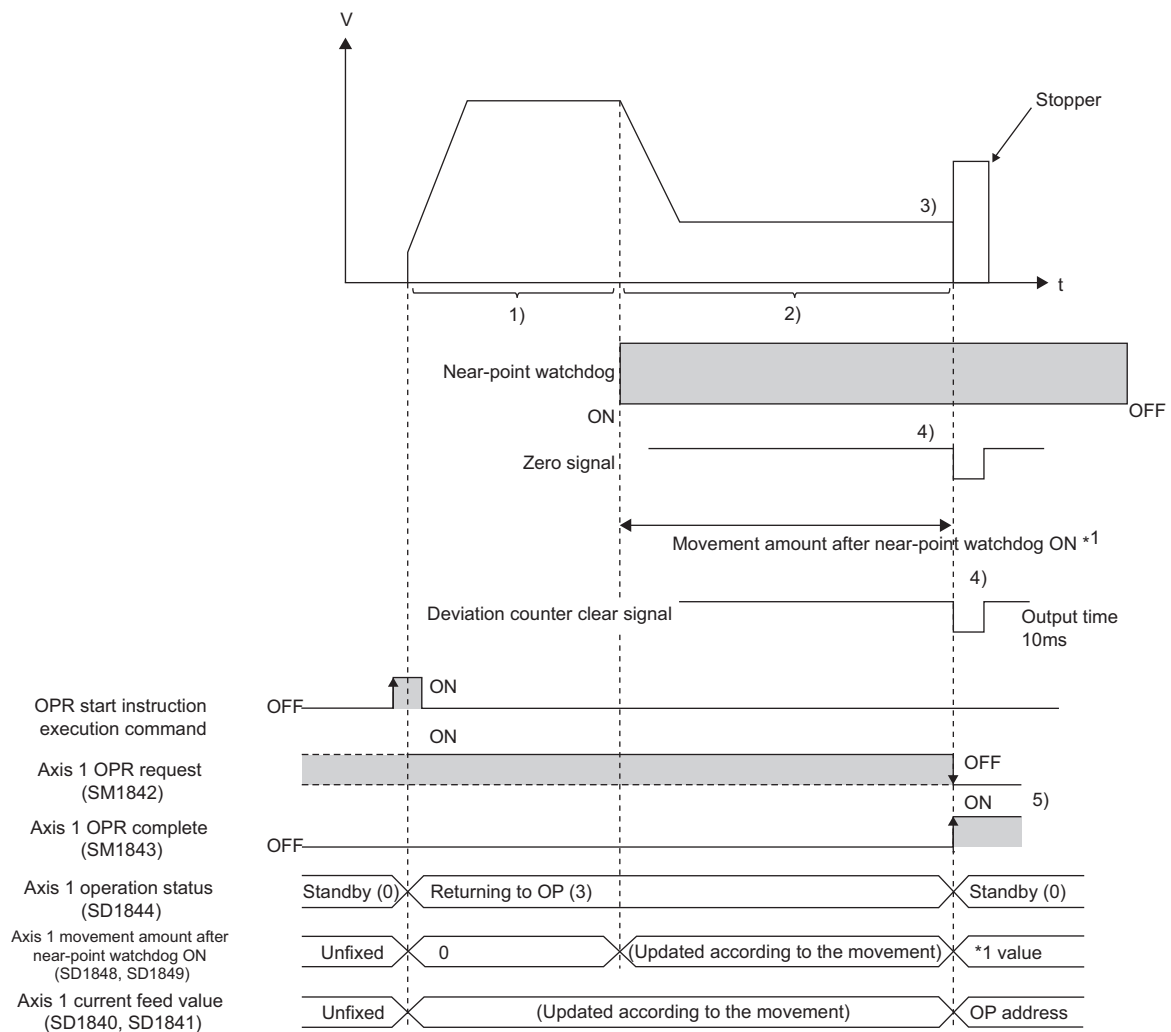 V
Stopper
3)
t
1)
2)
Near-point watchdog
ON
OFF
4)
Zero signal
Movement amount after near-point watchdog ON *1
4)
Deviation counter clear signal
Output time
10ms
OPR start instruction
execution command
OFF
ON
Axis 1 OPR request
(SM1842)
ON
OFF
Axis 1 OPR complete
(SM1843)
OFF
ON
5)
Axis 1 operation status
(SD1844)
Standby (0)
Returning to OP (3)
Standby (0)
Axis 1 movement amount after
near-point watchdog ON
(SD1848, SD1849)
Unfixed
0
(Updated according to the movement)
*1 value
Axis 1 current feed value
(SD1840, SD1841)
Unfixed
(Updated according to the movement)
OP address